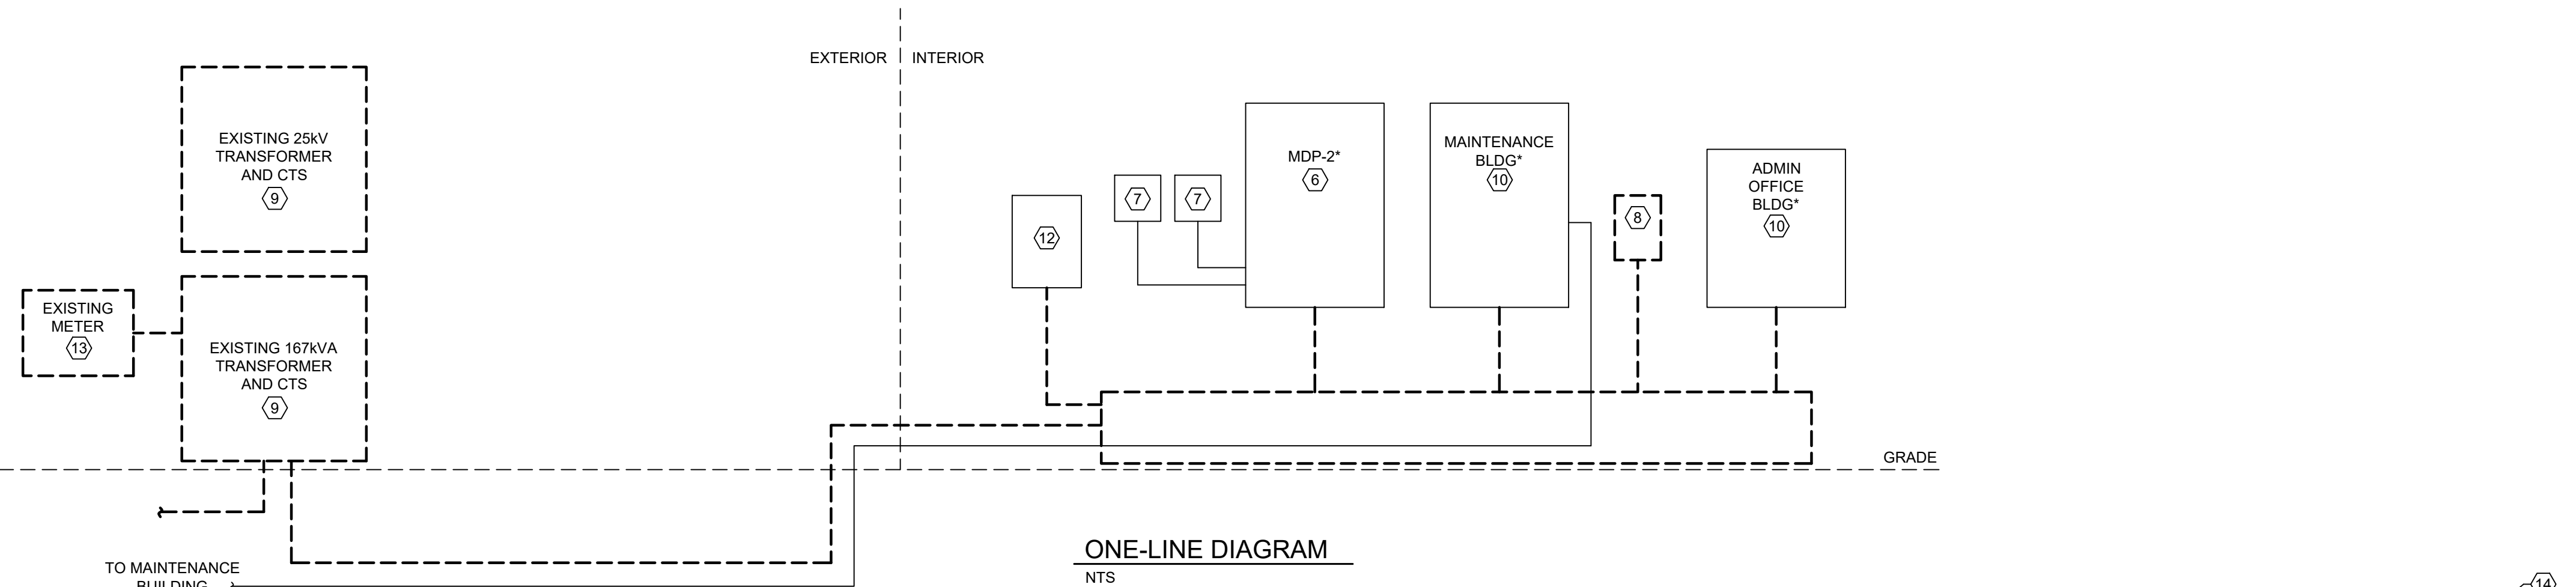 EXTERIOR
INTERIOR
EXISTING 25kV
TRANSFORMER
AND CTS
9
EXISTING
METER
13
EXISTING 167kVA
TRANSFORMER
AND CTS
9
12
7
7
MDP-2*
6
MAINTENANCE
BLDG*
10
8
ADMIN
OFFICE
BLDG*
10
GRADE
TO MAINTENANCE
BUILDING
ONE-LINE DIAGRAM
NTS
14